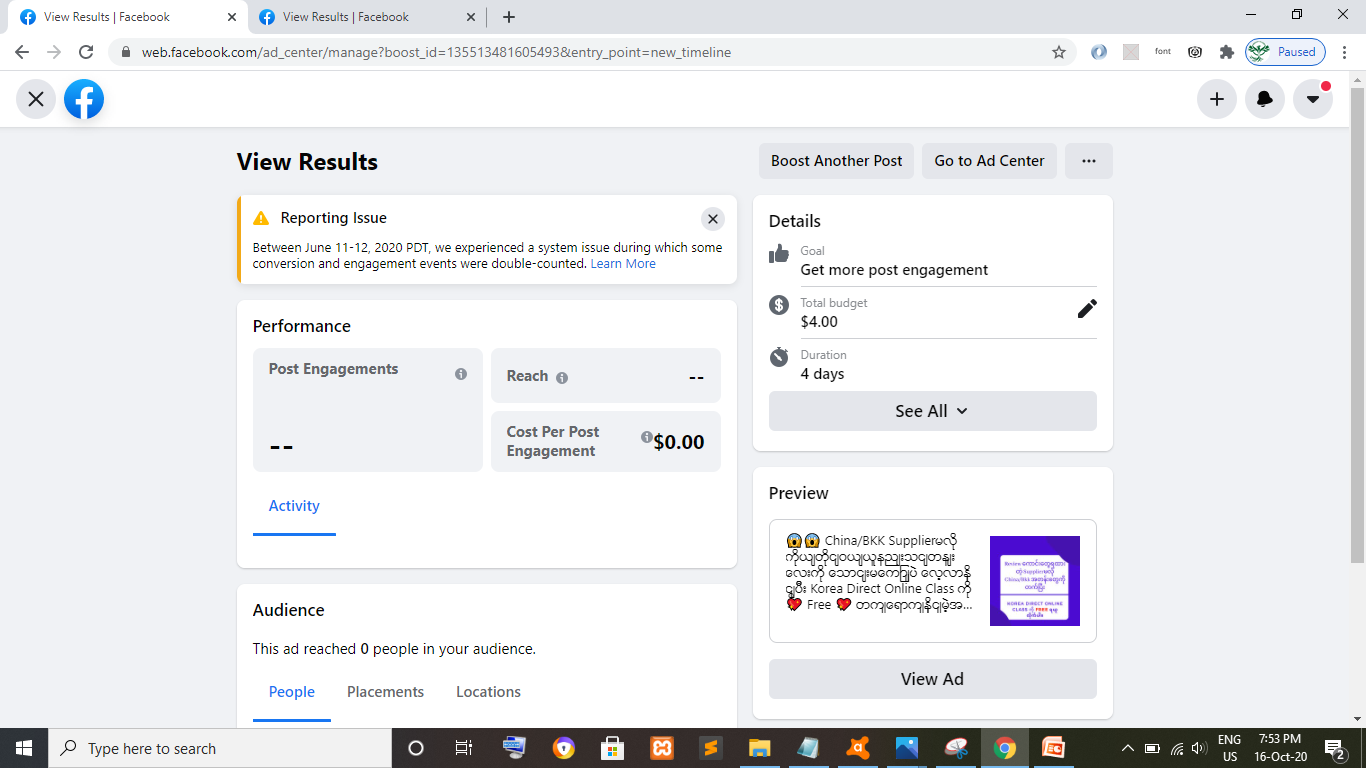 View Results | Facebook
View Results | Facebook
web.facebook.com/ad_center/manage?boost_id=135513481605493&entry_point=new_timeline
font
Paused
View Results
Boost Another Post
Go to Ad Center
Reporting Issue
Between June 11-12, 2020 PDT, we experienced a system issue during which some
conversion and engagement events were double-counted. Learn More
Performance
Post Engagements
--
Reach
--
Cost Per Post
Engagement
$0.00
Activity
Audience
This ad reached 0 people in your audience.
People
Placements
Locations
Details
Goal
Get more post engagement
Total budget
$4.00
Duration
4 days
See All
Preview
😱😱 China/BKK Supplierမလို
ကိုယျတိုငျဝယျယူနညျးသငျတနျး
လေးကို သောငျးမကြေျောပဲ လေ့လာနို
ငျပွီး Korea Direct Online Class ကို
💖 Free 💖 တကျရောကျနိုငျမဲ့အ...
KOREA DIRECT ONLINE
View Ad
Type here to search
ENG
US
7:53 PM
16-Oct-20
2